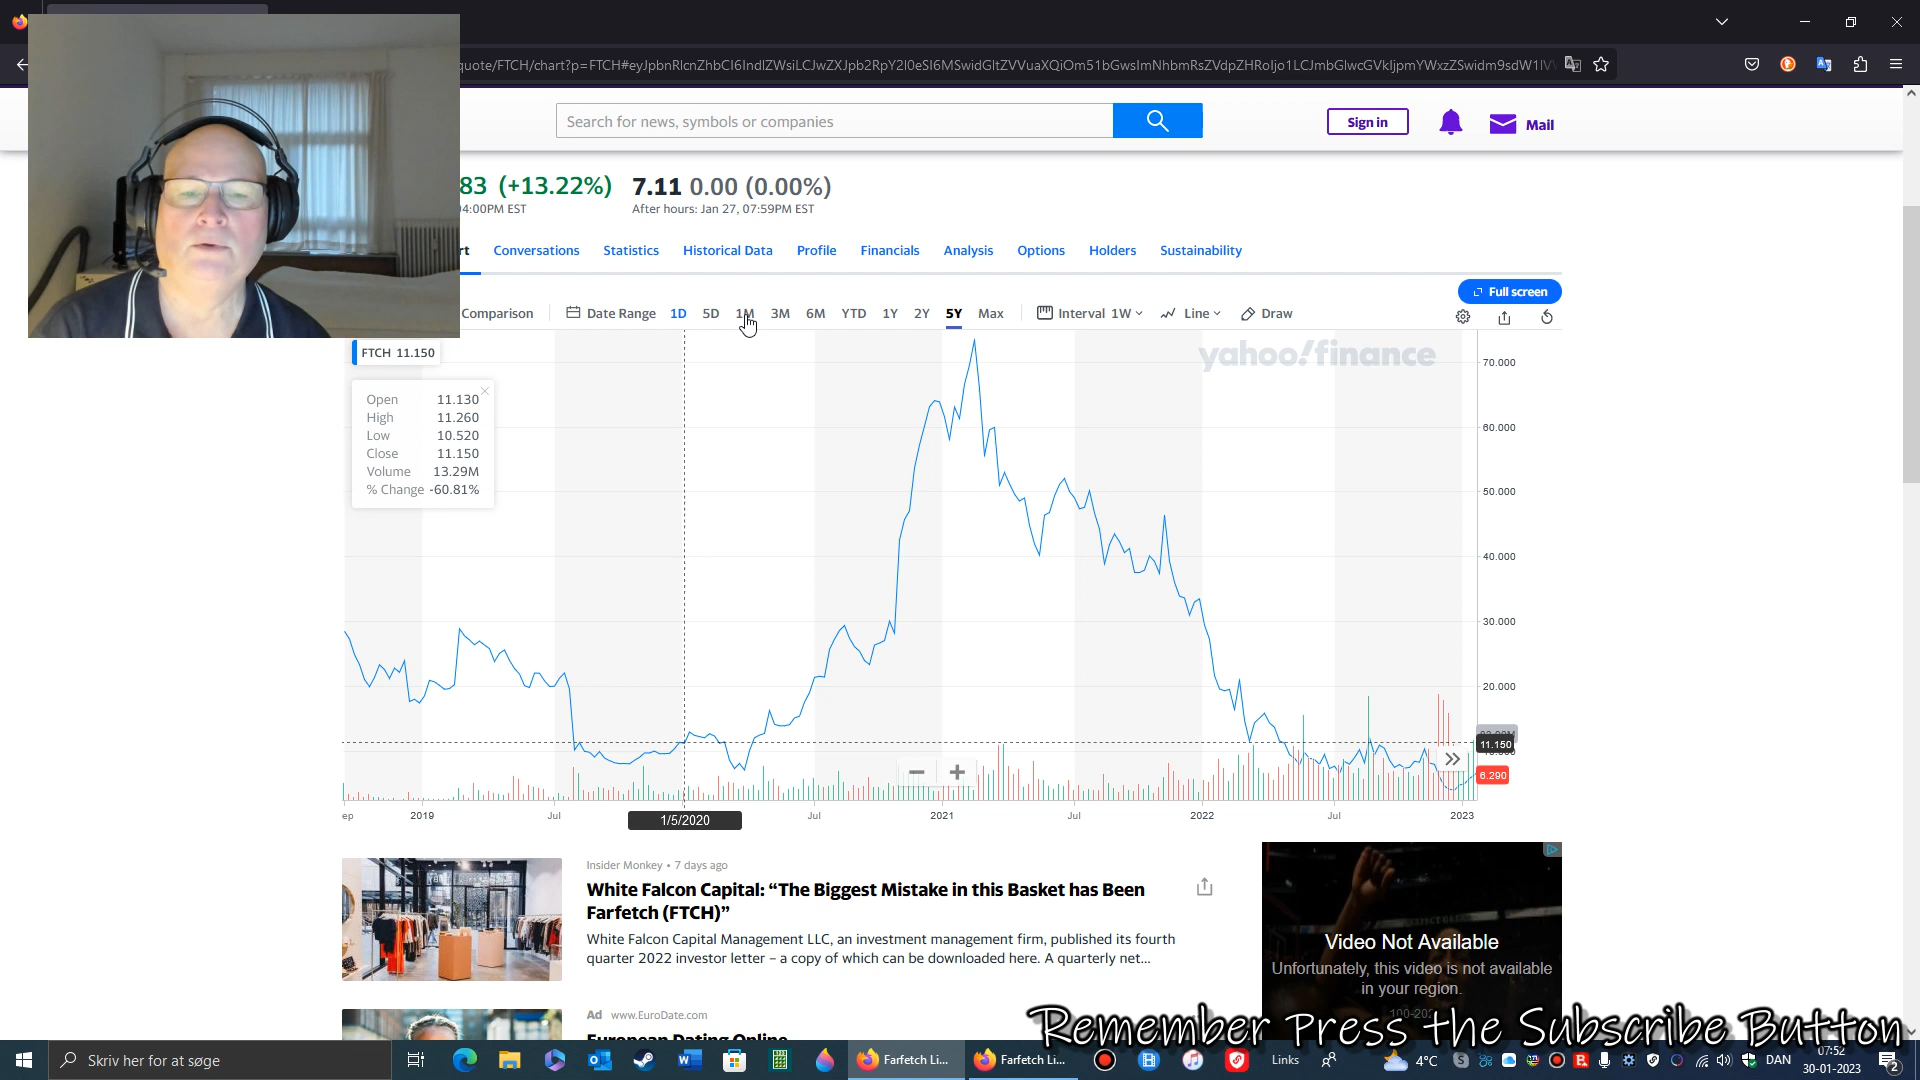 quote/FTCH/chart?p=FTCH#eyJpbnRlcnZhbCI6IndlZWsiLCJwZXJpb2RpY2l0eSI6MSwidGltZVVuaXQiOm51bGwsImNhbmRsZVdpZHRoIjo1LCJmbGlwcGVkIjpmYWxzZSwidm9sdW1lV
Search for news, symbols or companies
Sign in
Mail
83 (+13.22%) 7.11 0.00 (0.00%)
04:00PM EST After hours: Jan 27, 07:59PM EST
rt Conversations Statistics Historical Data Profile Financials Analysis Options Holders Sustainability
Full screen
Comparison Date Range 1D 5D 1M 3M 6M YTD 1Y 2Y 5Y Max Interval 1W Line Draw
FTCH 11.150
yahoo!finance
Open 11.130
High 11.260
Low 10.520
Close 11.150
Volume 13.29M
% Change -60.81%
70.000
60.000
50.000
40.000
30.000
20.000
11.150
6.290
ep 2019 Jul 1/5/2020 Jul 2021 Jul 2022 Jul 2023
Insider Monkey • 7 days ago
White Falcon Capital: “The Biggest Mistake in this Basket has Been
Farfetch (FTCH)”
White Falcon Capital Management LLC, an investment management firm, published its fourth
quarter 2022 investor letter – a copy of which can be downloaded here. A quarterly net...
Ad www.EuroDate.com
European Dating Online
Video Not Available
Unfortunately, this video is not available
in your region.
Remember Press the Subscribe Button
Skriv her for at søge
Farfetch Li...
Farfetch Li...
Links
4°C
DAN
07:52
30-01-2023
2